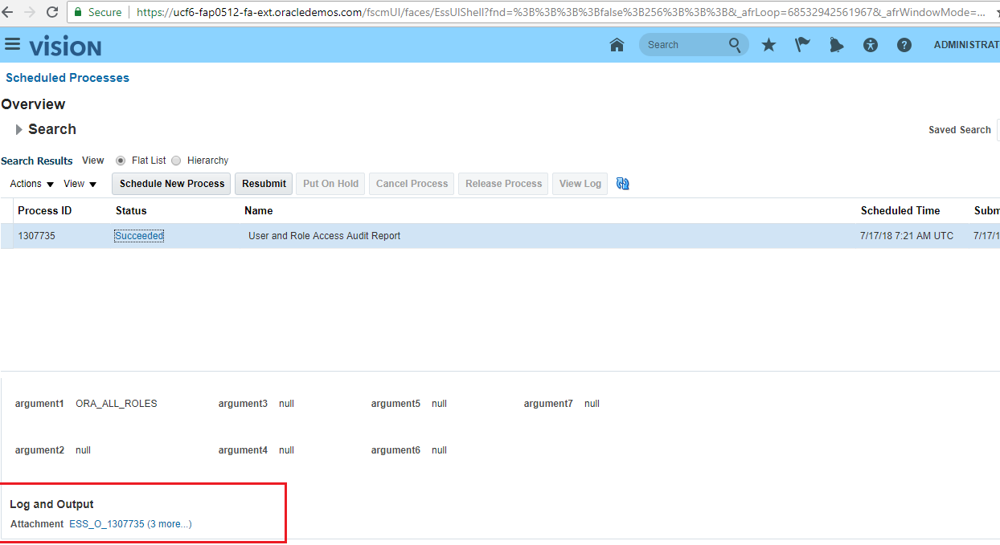 Secure https://ucf6-fap0512-fa-ext.oracledemos.com/fscmUI/faces/EssUIShell?fnd=%3B%3B%3B%3Bfalse%3B256%3B%3B%3B&_afrLoop=68532942561967&_afrWindowMode=...
VISION Search ? ADMINISTRAT
Scheduled Processes
Overview
Search
Saved Search
Search Results View Flat List Hierarchy
Actions View Schedule New Process Resubmit Put On Hold Cancel Process Release Process View Log
Process ID Status Name Scheduled Time Subm
1307735 Succeeded User and Role Access Audit Report 7/17/18 7:21 AM UTC 7/17/1
argument1 ORA_ALL_ROLES argument3 null argument5 null argument7 null
argument2 null argument4 null argument6 null
Log and Output
Attachment ESS_O_1307735 (3 more...)